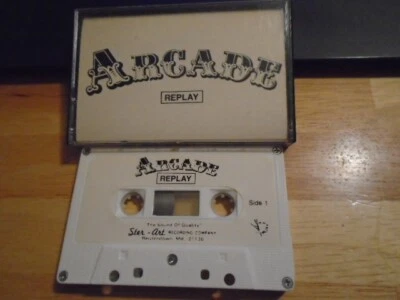 ARCADE
REPLAY
ARCADE
REPLAY
Side 1
"The Sound Of Quality"
Star-Art RECORDING COMPANY